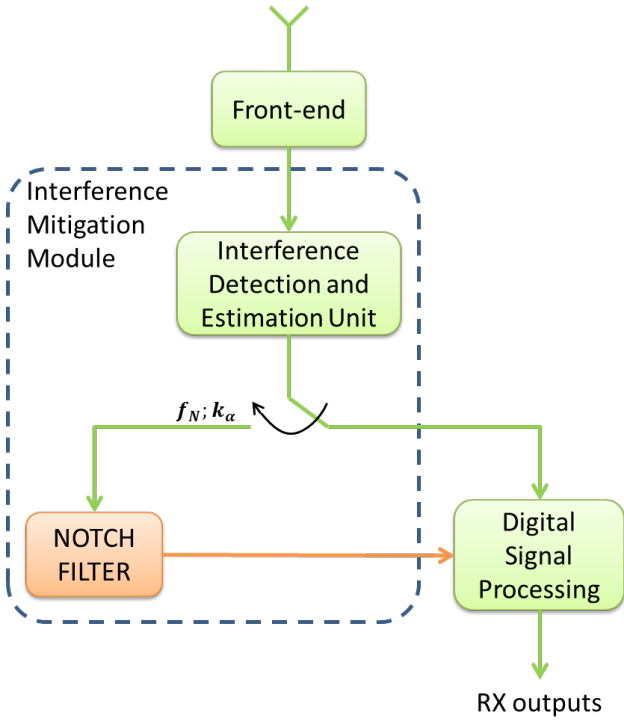 Front-end
Interference
Mitigation
Module
Interference
Detection and
Estimation Unit
f_N; k_α
NOTCH
FILTER
Digital
Signal
Processing
RX outputs